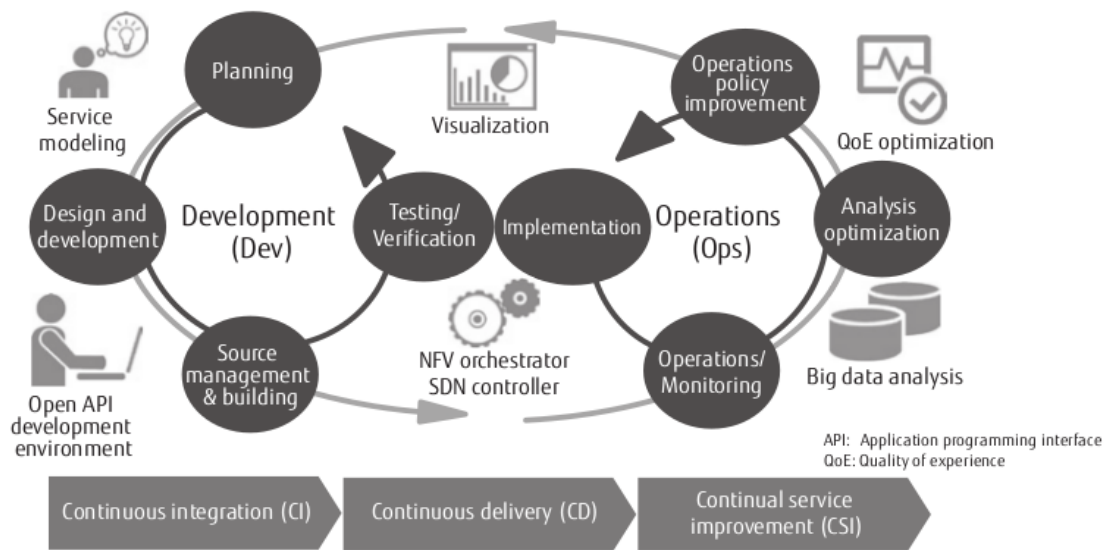 Planning
Operations
policy
improvement
Service
modeling
Visualization
QoE optimization
Design and
development
Development
(Dev)
Testing/
Verification
Implementation
Operations
(Ops)
Analysis
optimization
Source
management
& building
NFV orchestrator
SDN controller
Operations/
Monitoring
Big data analysis
Open API
development
environment
API: Application programming interface
QoE: Quality of experience
Continuous integration (CI)
Continuous delivery (CD)
Continual service
improvement (CSI)